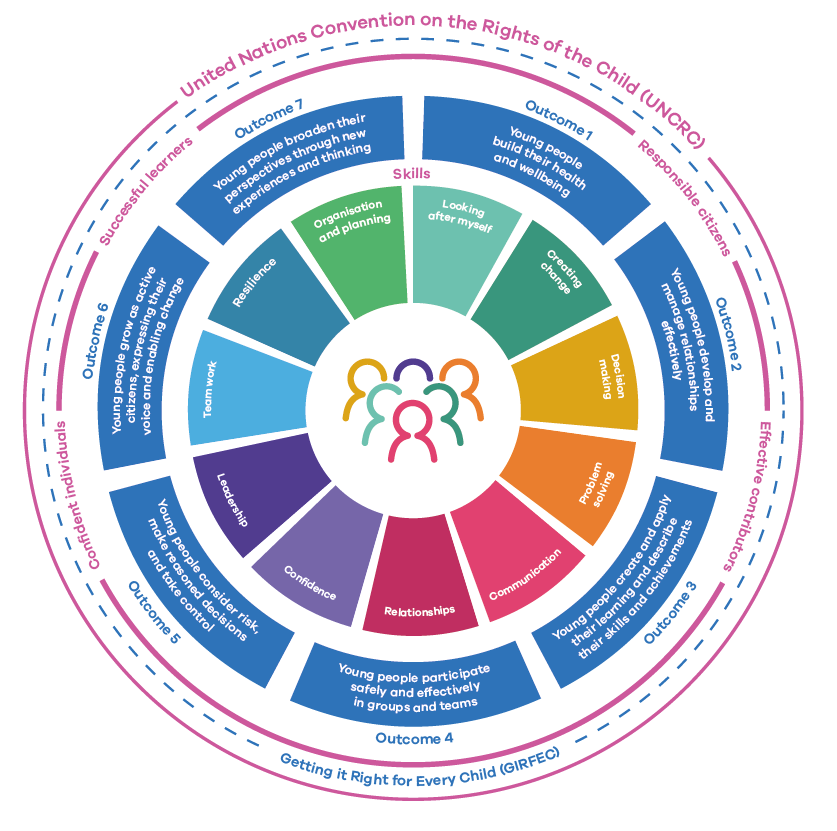 United Nations Convention on the Rights of the Child (UNCRC)
Successful learners
Responsible citizens
Effective contributors
Confident individuals
Getting it Right for Every Child (GIRFEC)
Outcome 1
Young people
build their health
and wellbeing
Outcome 2
Young people develop and
manage relationships
effectively
Outcome 3
Young people create and apply
their learning and describe
their skills and achievements
Outcome 4
Young people participate
safely and effectively
in groups and teams
Outcome 5
Young people consider risk,
make reasoned decisions
and take control
Outcome 6
Young people grow as active
citizens, expressing their
voice and enabling change
Outcome 7
Young people broaden their
perspectives through new
experiences and thinking
Skills
Looking
after myself
Creating
change
Decision
making
Problem
solving
Communication
Relationships
Confidence
Leadership
Team work
Resilience
Organisation
and planning